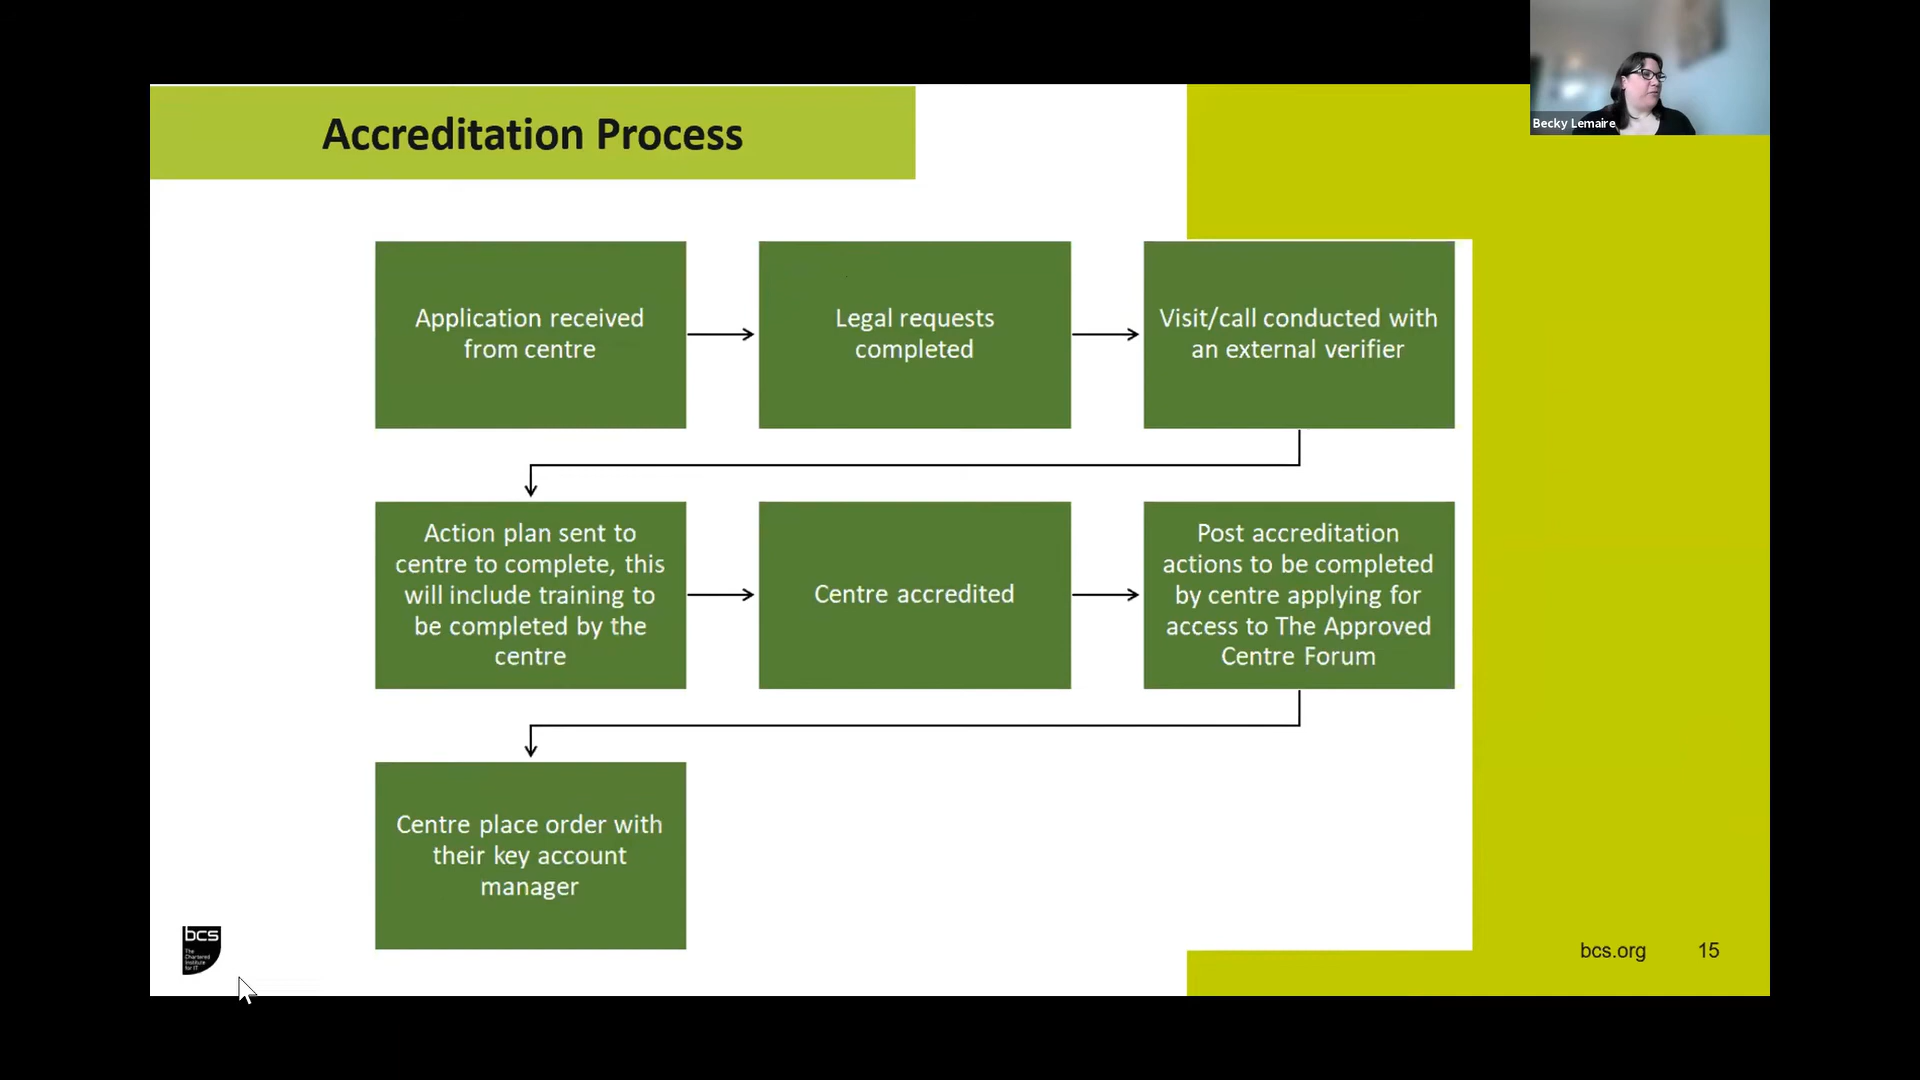 Becky Lemaire
Accreditation Process
Application received
from centre
Legal requests
completed
Visit/call conducted with
an external verifier
Action plan sent to
centre to complete, this
will include training to
be completed by the
centre
Centre accredited
Post accreditation
actions to be completed
by centre applying for
access to The Approved
Centre Forum
Centre place order with
their key account
manager
bcs
The
Chartered
Institute
for IT
bcs.org
15